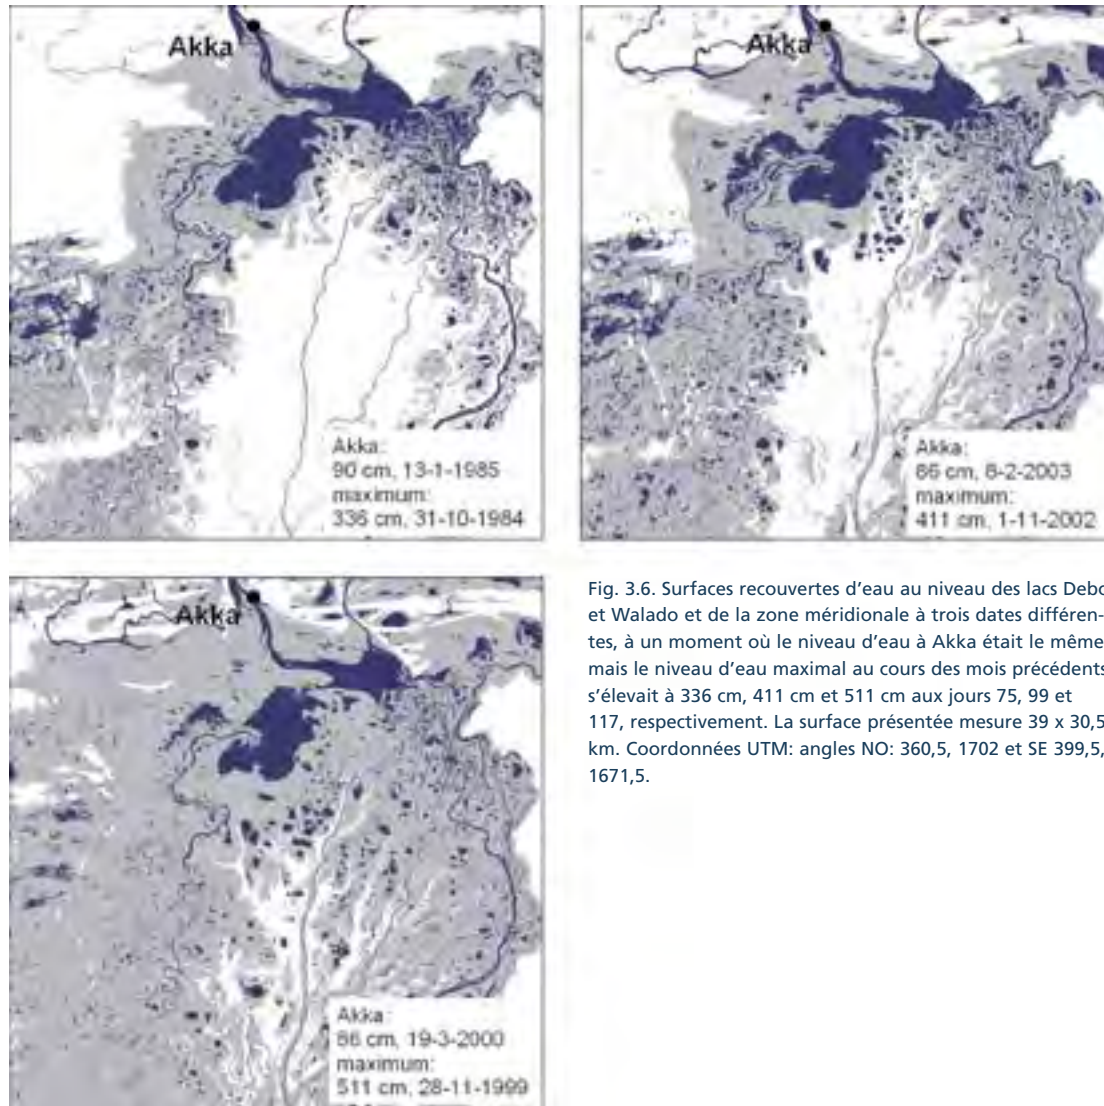 Akka
Akka:
90 cm, 13-1-1985
maximum:
336 cm, 31-10-1984
Akka
Akka:
86 cm, 8-2-2003
maximum:
411 cm, 1-11-2002
Akka
Akka:
86 cm, 19-3-2000
maximum:
511 cm, 28-11-1999
Fig. 3.6. Surfaces recouvertes d’eau au niveau des lacs Debo
et Walado et de la zone méridionale à trois dates différen-
tes, à un moment où le niveau d’eau à Akka était le même
mais le niveau d’eau maximal au cours des mois précédents
s’élevait à 336 cm, 411 cm et 511 cm aux jours 75, 99 et
117, respectivement. La surface présentée mesure 39 x 30,5
km. Coordonnées UTM: angles NO: 360,5, 1702 et SE 399,5,
1671,5.